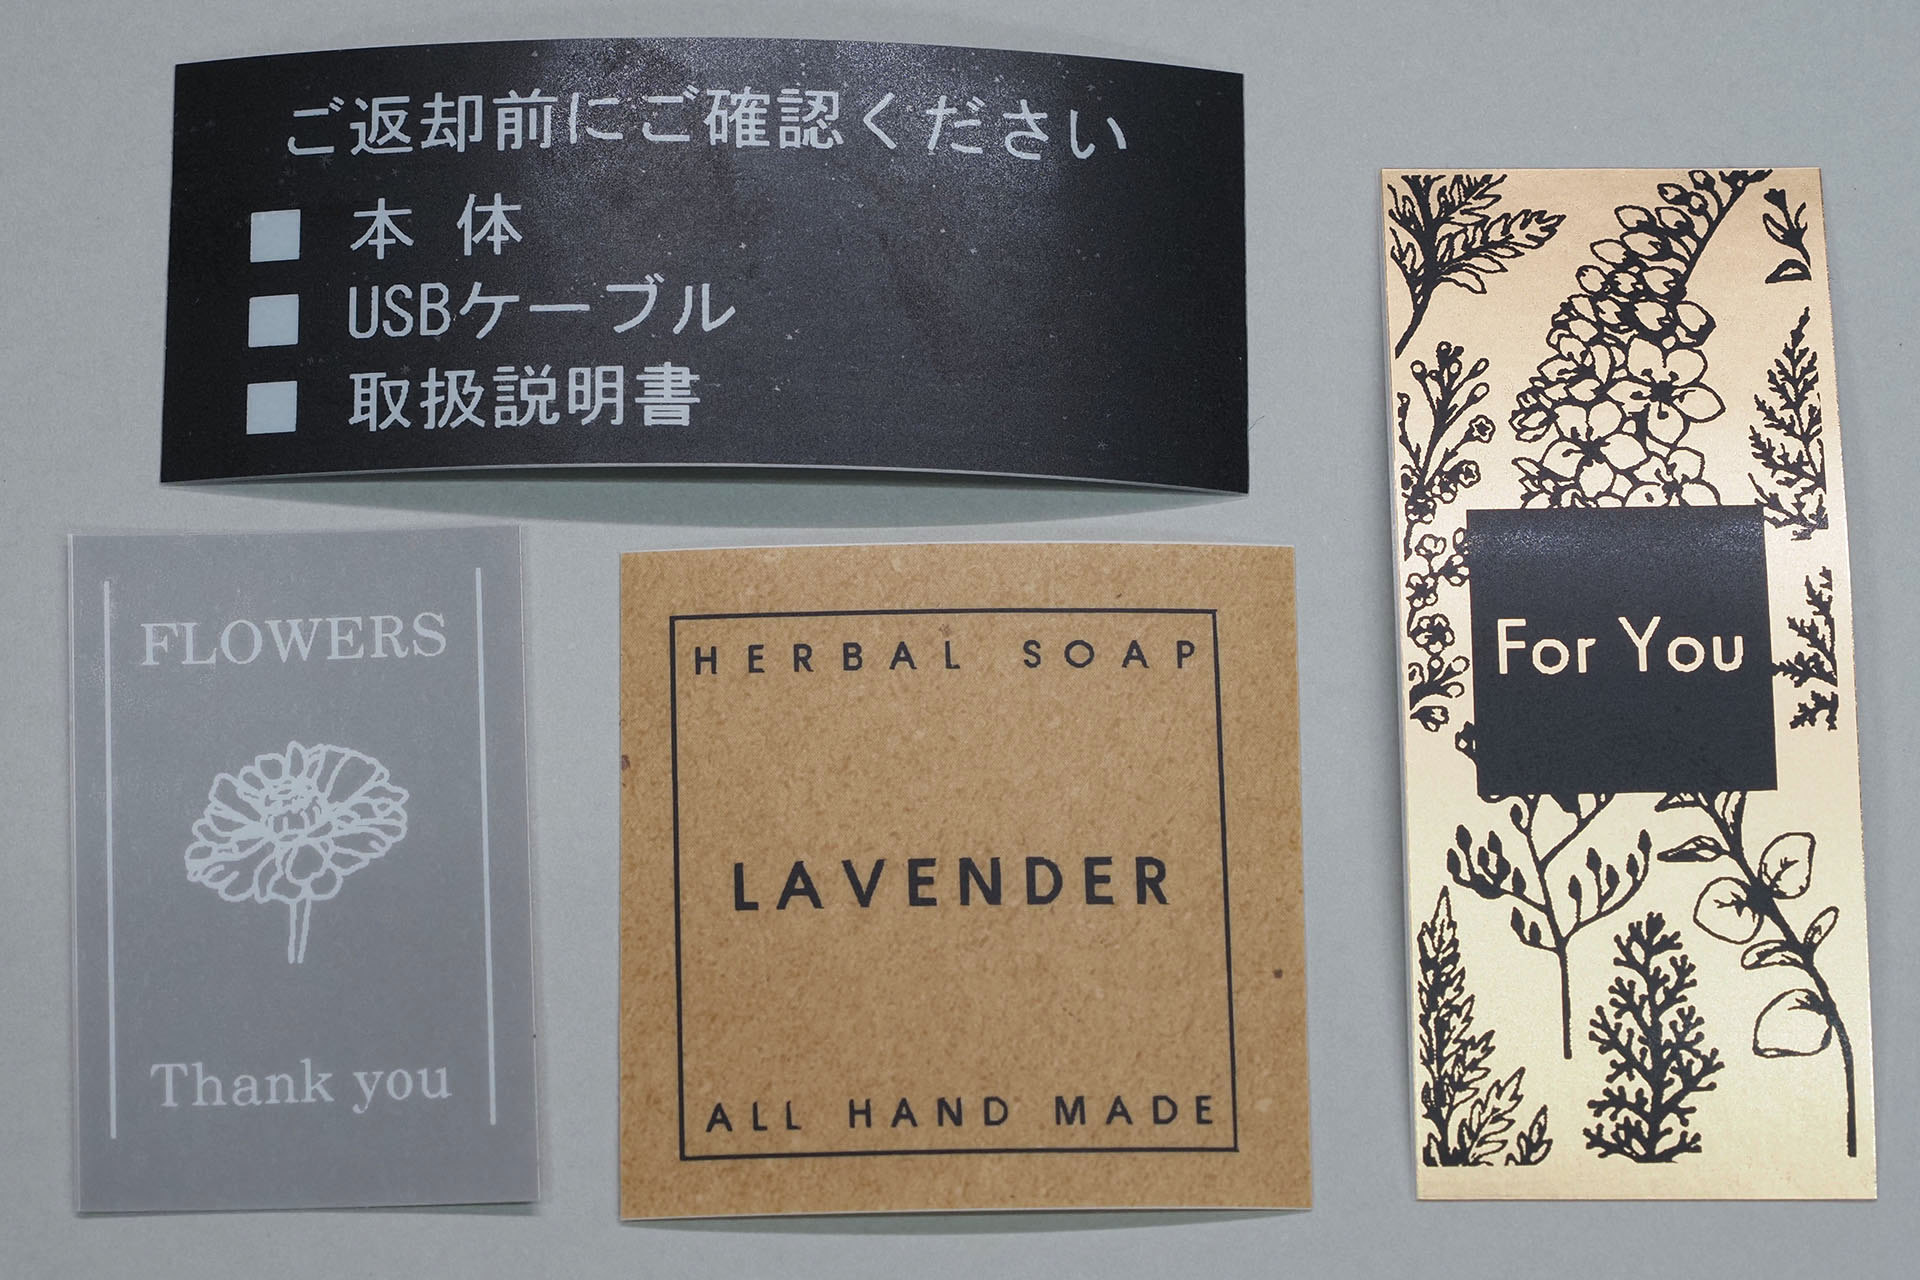 ご返却前にご確認ください
本 体
USBケーブル
取扱説明書
FLOWERS
Thank you
HERBAL SOAP
LAVENDER
ALL HAND MADE
For You